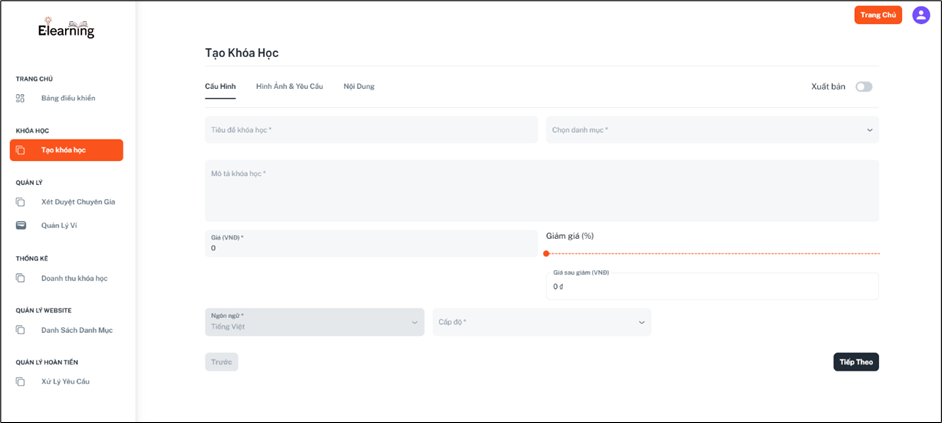 Elearning
Trang Chủ
TRANG CHỦ
Bảng điều khiển
KHÓA HỌC
Tạo khóa học
QUẢN LÝ
Xét Duyệt Chuyên Gia
Quản Lý Ví
THỐNG KÊ
Doanh thu khóa học
QUẢN LÝ WEBSITE
Danh Sách Danh Mục
QUẢN LÝ HOÀN TIỀN
Xử Lý Yêu Cầu
Tạo Khóa Học
Cấu Hình Hình Ảnh & Yêu Cầu Nội Dung Xuất bản
Tiêu đề khóa học * Chọn danh mục *
Mô tả khóa học *
Giá (VNĐ) * Giảm giá (%)
0
Giá sau giảm (VNĐ)
0 ₫
Ngôn ngữ *
Tiếng Việt Cấp độ *
Trước Tiếp Theo